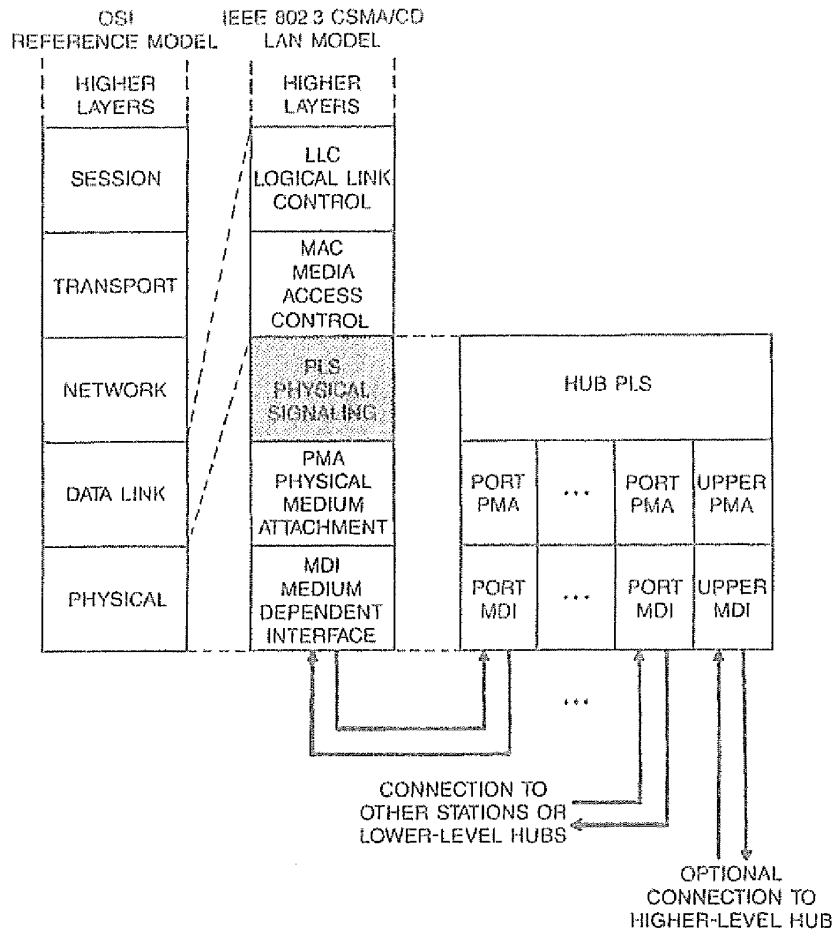 OSI
REFERENCE MODEL
IEEE 802.3 CSMA/CD
LAN MODEL
HIGHER
LAYERS
SESSION
TRANSPORT
NETWORK
DATA LINK
PHYSICAL
HIGHER
LAYERS
LLC
LOGICAL LINK
CONTROL
MAC
MEDIA
ACCESS
CONTROL
PLS
PHYSICAL
SIGNALING
PMA
PHYSICAL
MEDIUM
ATTACHMENT
MDI
MEDIUM
DEPENDENT
INTERFACE
HUB PLS
PORT
PMA
...
PORT
PMA
UPPER
PMA
PORT
MDI
...
PORT
MDI
UPPER
MDI
...
CONNECTION TO
OTHER STATIONS OR
LOWER-LEVEL HUBS
OPTIONAL
CONNECTION TO
HIGHER-LEVEL HUB